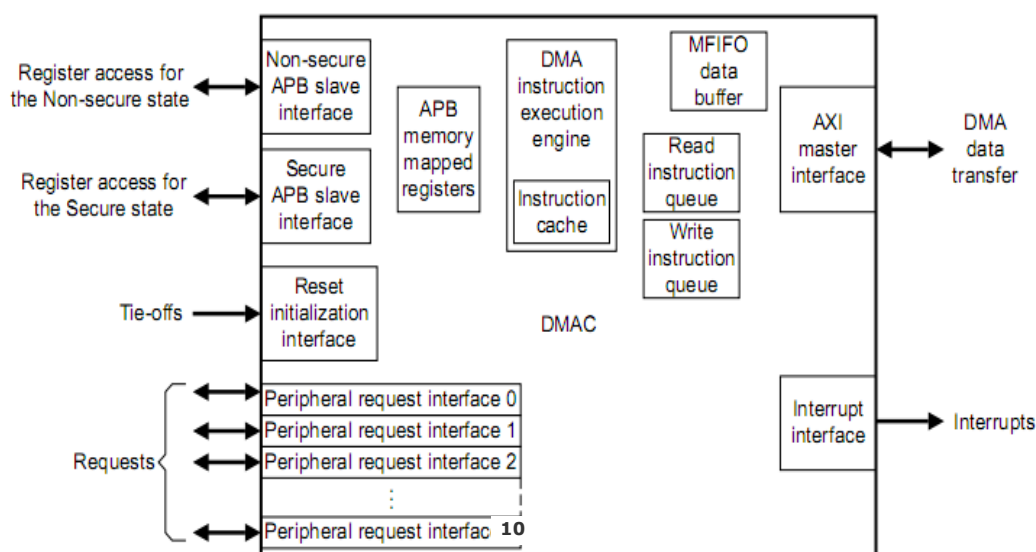 Register access for
the Non-secure state
Non-secure
APB slave
interface
Register access for
the Secure state
Secure
APB slave
interface
APB
memory
mapped
registers
DMA
instruction
execution
engine
Instruction
cache
MFIFO
data
buffer
Read
instruction
queue
Write
instruction
queue
AXI
master
interface
DMA
data
transfer
Tie-offs
Reset
initialization
interface
DMAC
Requests
Peripheral request interface 0
Peripheral request interface 1
Peripheral request interface 2
⋮
Peripheral request interface 10
Interrupt
interface
Interrupts